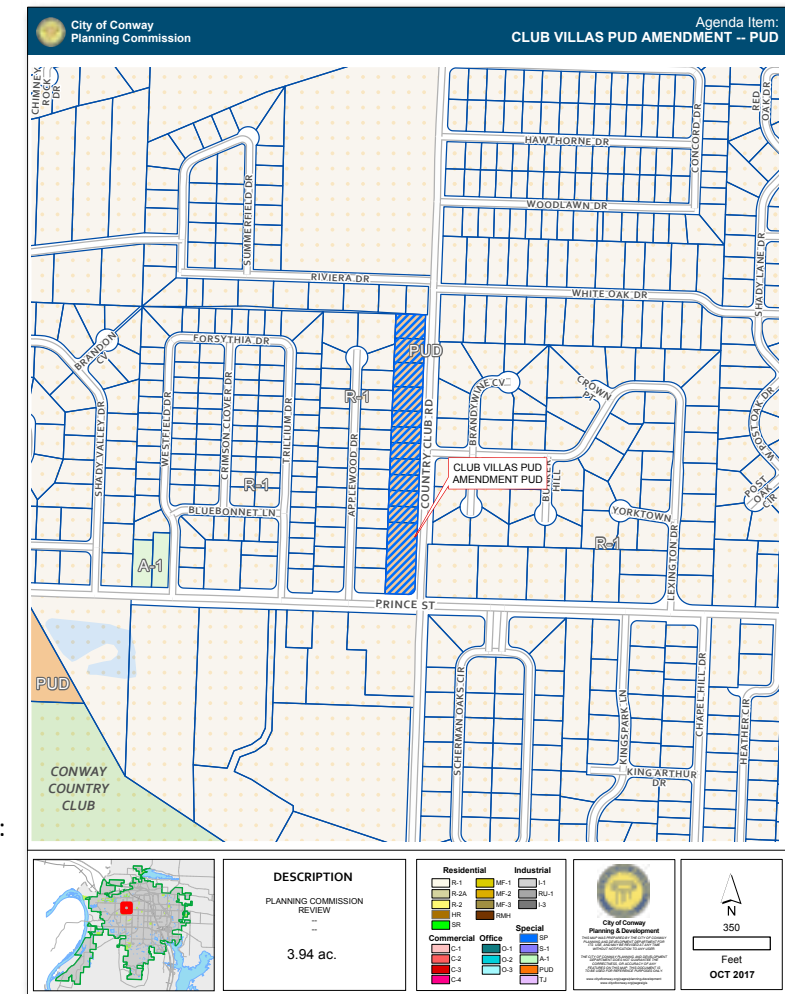 City of Conway
Planning Commission
Agenda Item:
CLUB VILLAS PUD AMENDMENT -- PUD
CHIMNEY
ROCK
DR
SUMMERFIELD DR
HAWTHORNE DR
CONCORD DR
RED
OAK DR
WOODLAWN DR
SHADY LANE DR
RIVIERA DR
WHITE OAK DR
BRANDON
CV
FORSYTHIA DR
PUD
R-1
BRANDYWINE CV
CROWN
PT
W POST OAK DR
SHADY VALLEY DR
WESTFIELD DR
CRIMSON CLOVER DR
TRILLIUM DR
APPLEWOOD DR
COUNTRY CLUB RD
CLUB VILLAS PUD
AMENDMENT PUD
HILL
POST
OAK
CIR
R-1
BLUEBONNET LN
YORKTOWN
R-1
LEXINGTON DR
A-1
PRINCE ST
PUD
SCHERMAN OAKS CIR
KINGSPARK LN
CHAPEL HILL DR
HEATHER CIR
KING ARTHUR
DR
CONWAY
COUNTRY
CLUB
:
DESCRIPTION
PLANNING COMMISSION
REVIEW
--
--
3.94 ac.
Residential
R-1
R-2A
R-2
HR
SR
MF-1
MF-2
MF-3
RMH
Industrial
I-1
RU-1
I-3
Commercial
C-1
C-2
C-3
C-4
Office
O-1
O-2
O-3
Special
SP
S-1
A-1
PUD
TJ
City of Conway
Planning & Development
N
350
Feet
OCT 2017